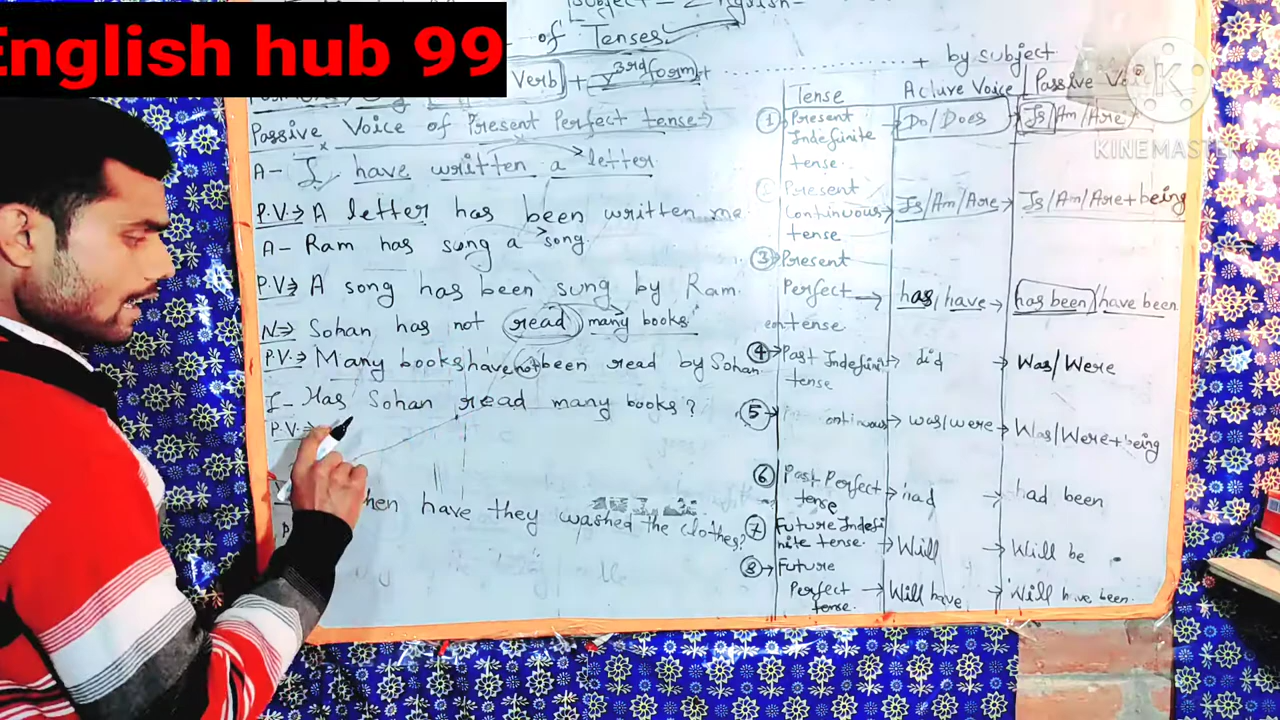 English hub 99
of Tenses
Verb + V3rd form + by subject
Passive Voice of Present Perfect tense→
A- I have written a letter.
P.V.→ A letter has been written me
A- Ram has sung a song.
P.V.→ A song has been sung by Ram.
N→ Sohan has not read many books.
P.V.→ Many books have not been read by Sohan
I- Has Sohan read many books?
P.V.→
hen have they washed the clothes?
Tense Active Voice Passive Vo
① Present Indefinite tense. Do/Does Is/Am/Are
Present Continuous tense → Is/Am/Are → Is/Am/Are+being
③ Present Perfect → tense has/have → has been/have been
④→ Past Indefinit tense → did → Was/Were
⑤→ ontinuous → was/were → Was/Were+being
⑥ Past Perfect tense → had → had been
⑦ Future Indefinite tense. → Will → Will be
⑧→ Future Perfect tense. → Will have → Will have been.
KINEMASTER